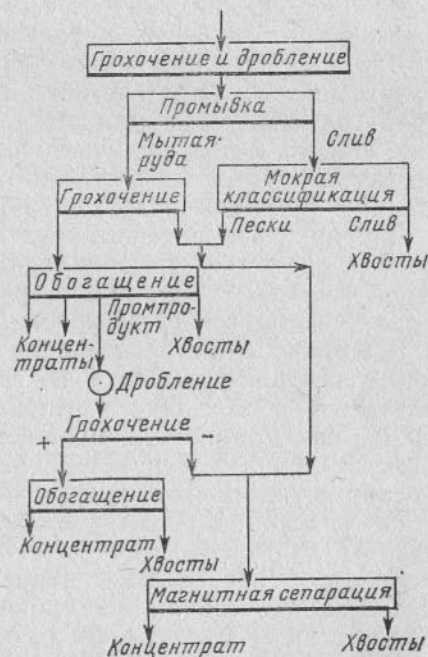 Грохочение и дробление
Промывка
Мытая
руда
Слив
Грохочение
Мокрая
классификация
Пески
Слив
Хвосты
Обогащение
Промпро-
дукт
Концен-
траты
Хвосты
Дробление
Грохочение
+ -
Обогащение
Концентрат
Хвосты
Магнитная сепарация
Концентрат
Хвосты